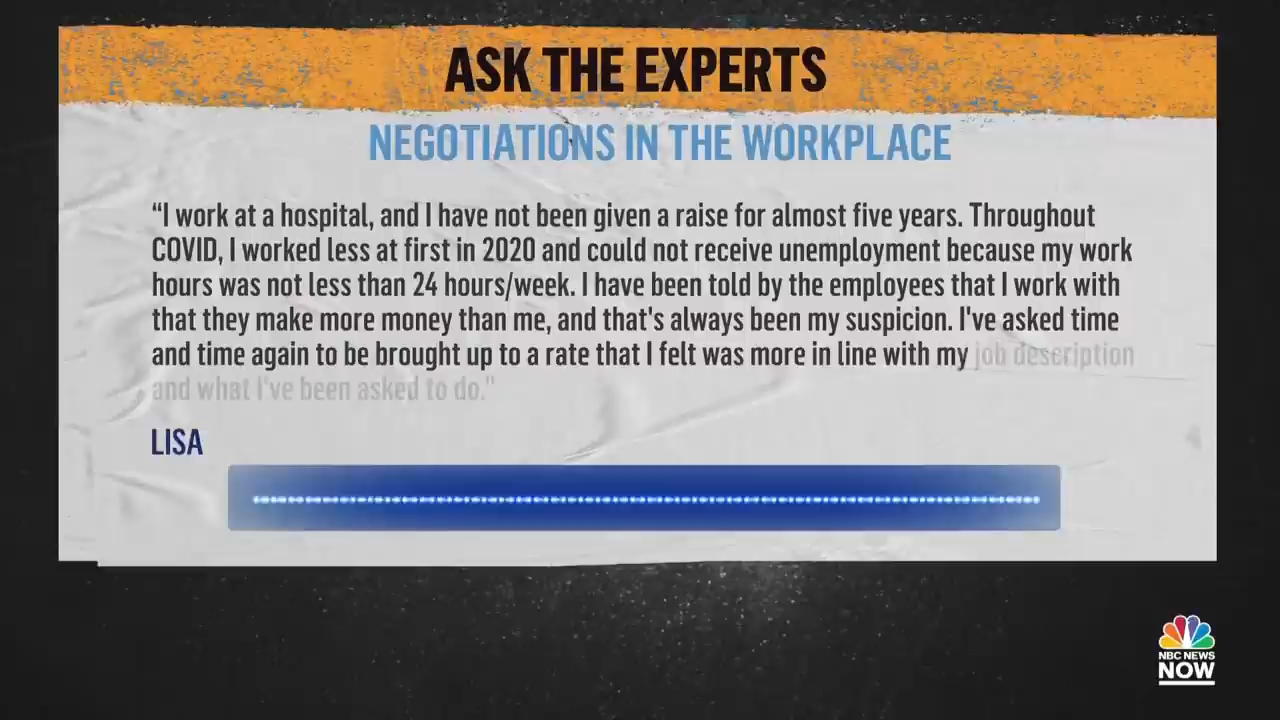 ASK THE EXPERTS
NEGOTIATIONS IN THE WORKPLACE
“I work at a hospital, and I have not been given a raise for almost five years. Throughout
COVID, I worked less at first in 2020 and could not receive unemployment because my work
hours was not less than 24 hours/week. I have been told by the employees that I work with
that they make more money than me, and that's always been my suspicion. I've asked time
and time again to be brought up to a rate that I felt was more in line with my job description
and what I've been asked to do."
LISA
NBC NEWS
NOW